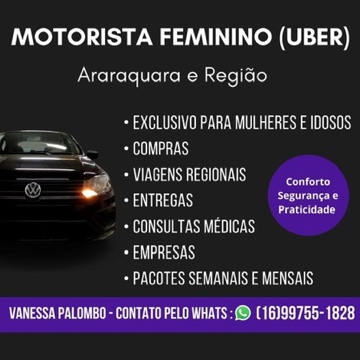 MOTORISTA FEMININO (UBER)
Araraquara e Região
• EXCLUSIVO PARA MULHERES E IDOSOS
• COMPRAS
• VIAGENS REGIONAIS
• ENTREGAS
• CONSULTAS MÉDICAS
• EMPRESAS
• PACOTES SEMANAIS E MENSAIS
Conforto
Segurança e
Praticidade
VANESSA PALOMBO - CONTATO PELO WHATS : (16)99755-1828